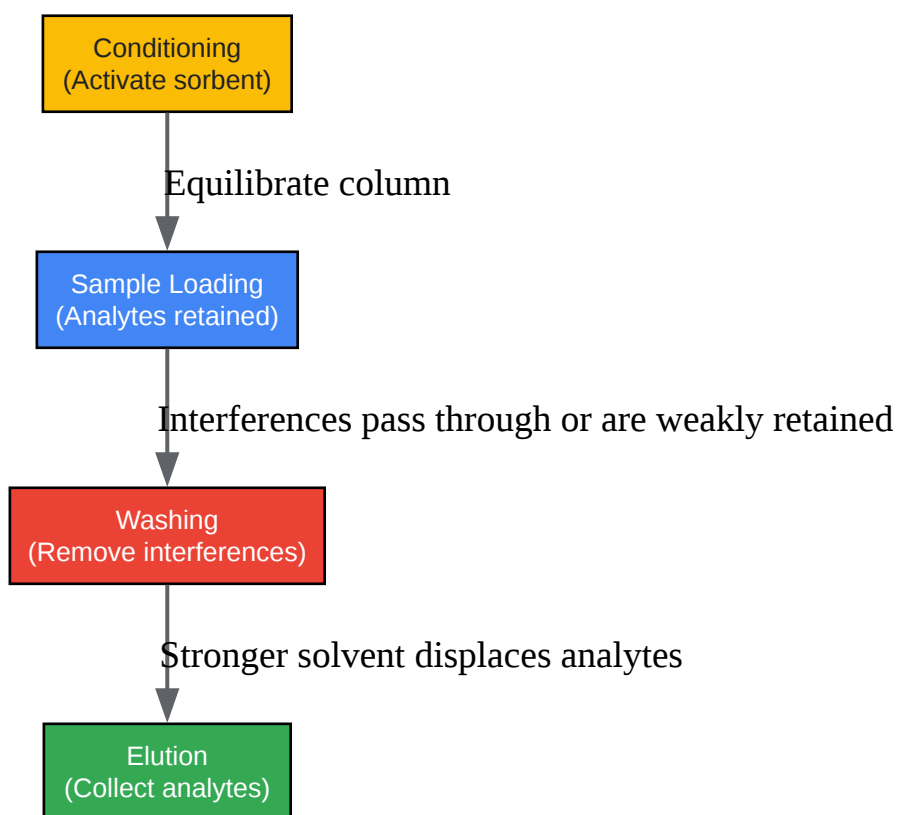 Conditioning
(Activate sorbent)
Equilibrate column
Sample Loading
(Analytes retained)
Interferences pass through or are weakly retained
Washing
(Remove interferences)
Stronger solvent displaces analytes
Elution
(Collect analytes)